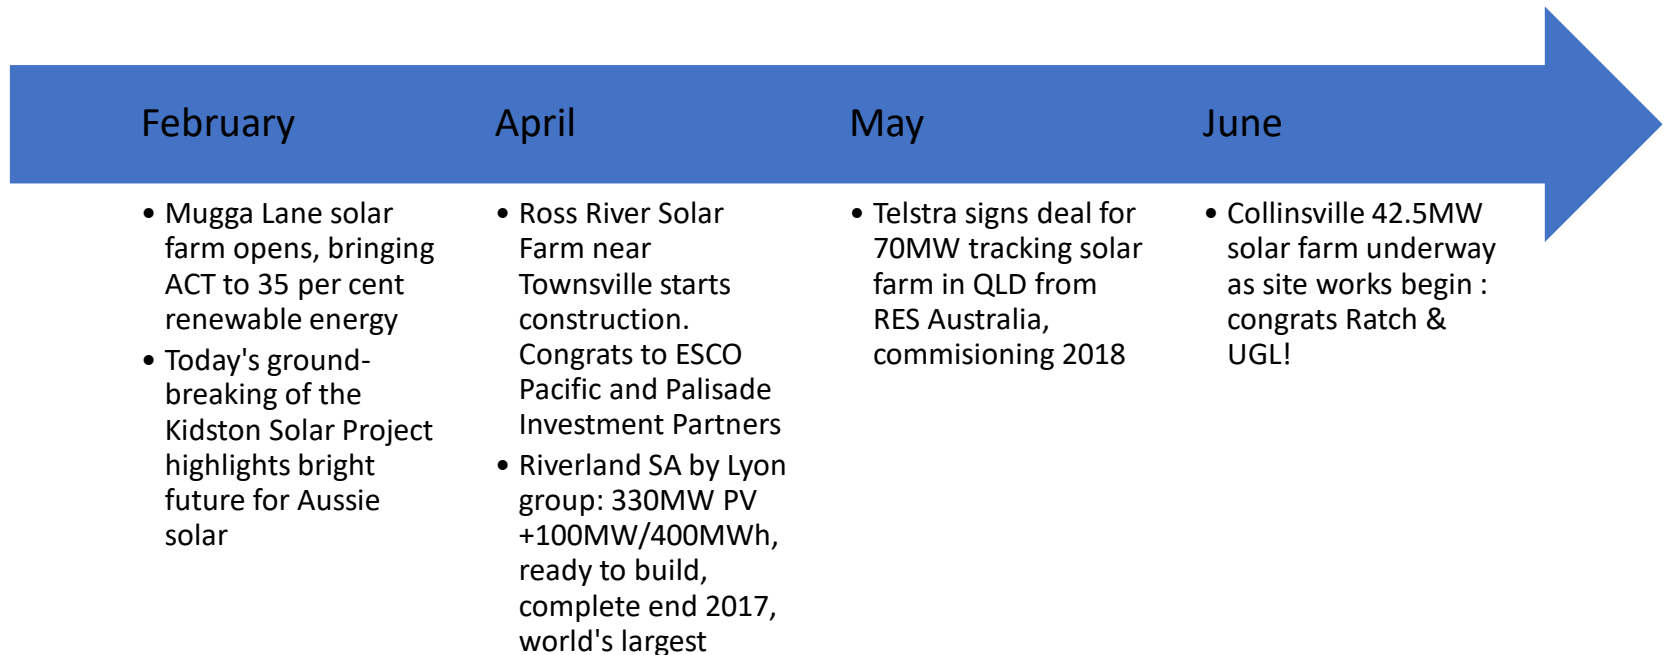 February
April
May
June
• Mugga Lane solar
farm opens, bringing
ACT to 35 per cent
renewable energy
• Today's ground-
breaking of the
Kidston Solar Project
highlights bright
future for Aussie
solar
• Ross River Solar
Farm near
Townsville starts
construction.
Congrats to ESCO
Pacific and Palisade
Investment Partners
• Riverland SA by Lyon
group: 330MW PV
+100MW/400MWh,
ready to build,
complete end 2017,
world's largest
• Telstra signs deal for
70MW tracking solar
farm in QLD from
RES Australia,
commisioning 2018
• Collinsville 42.5MW
solar farm underway
as site works begin :
congrats Ratch &
UGL!